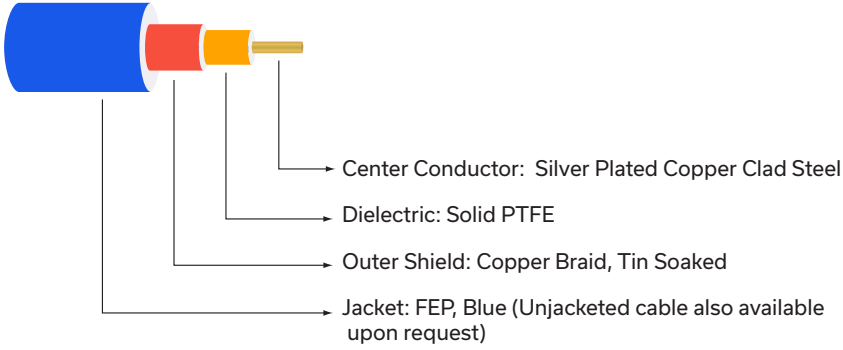 Center Conductor:  Silver Plated Copper Clad Steel
Dielectric: Solid PTFE
Outer Shield: Copper Braid, Tin Soaked
Jacket: FEP, Blue (Unjacketed cable also available
upon request)